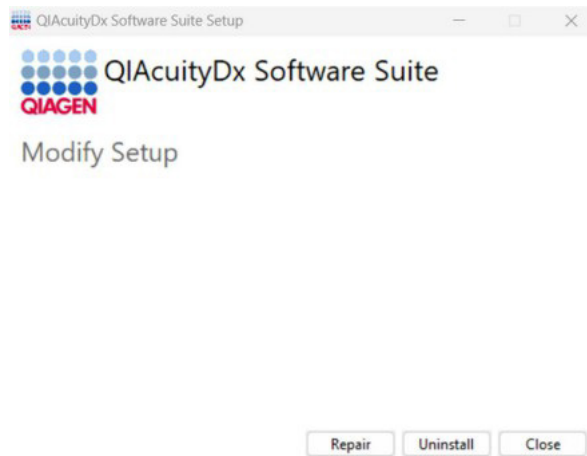 QIAcuityDx Software Suite Setup
QIAcuityDx Software Suite
QIAGEN
Modify Setup
Repair
Uninstall
Close